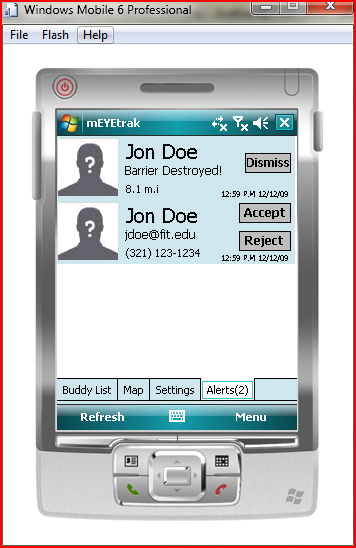 Windows Mobile 6 Professional
File Flash Help
mEYEtrak
Jon Doe
Barrier Destroyed!
8.1 m.i
Dismiss
12:59 P.M 12/12/09
Jon Doe
jdoe@fit.edu
(321) 123-1234
Accept
Reject
12:59 P.M 12/12/09
Buddy List Map Settings Alerts(2)
Refresh Menu